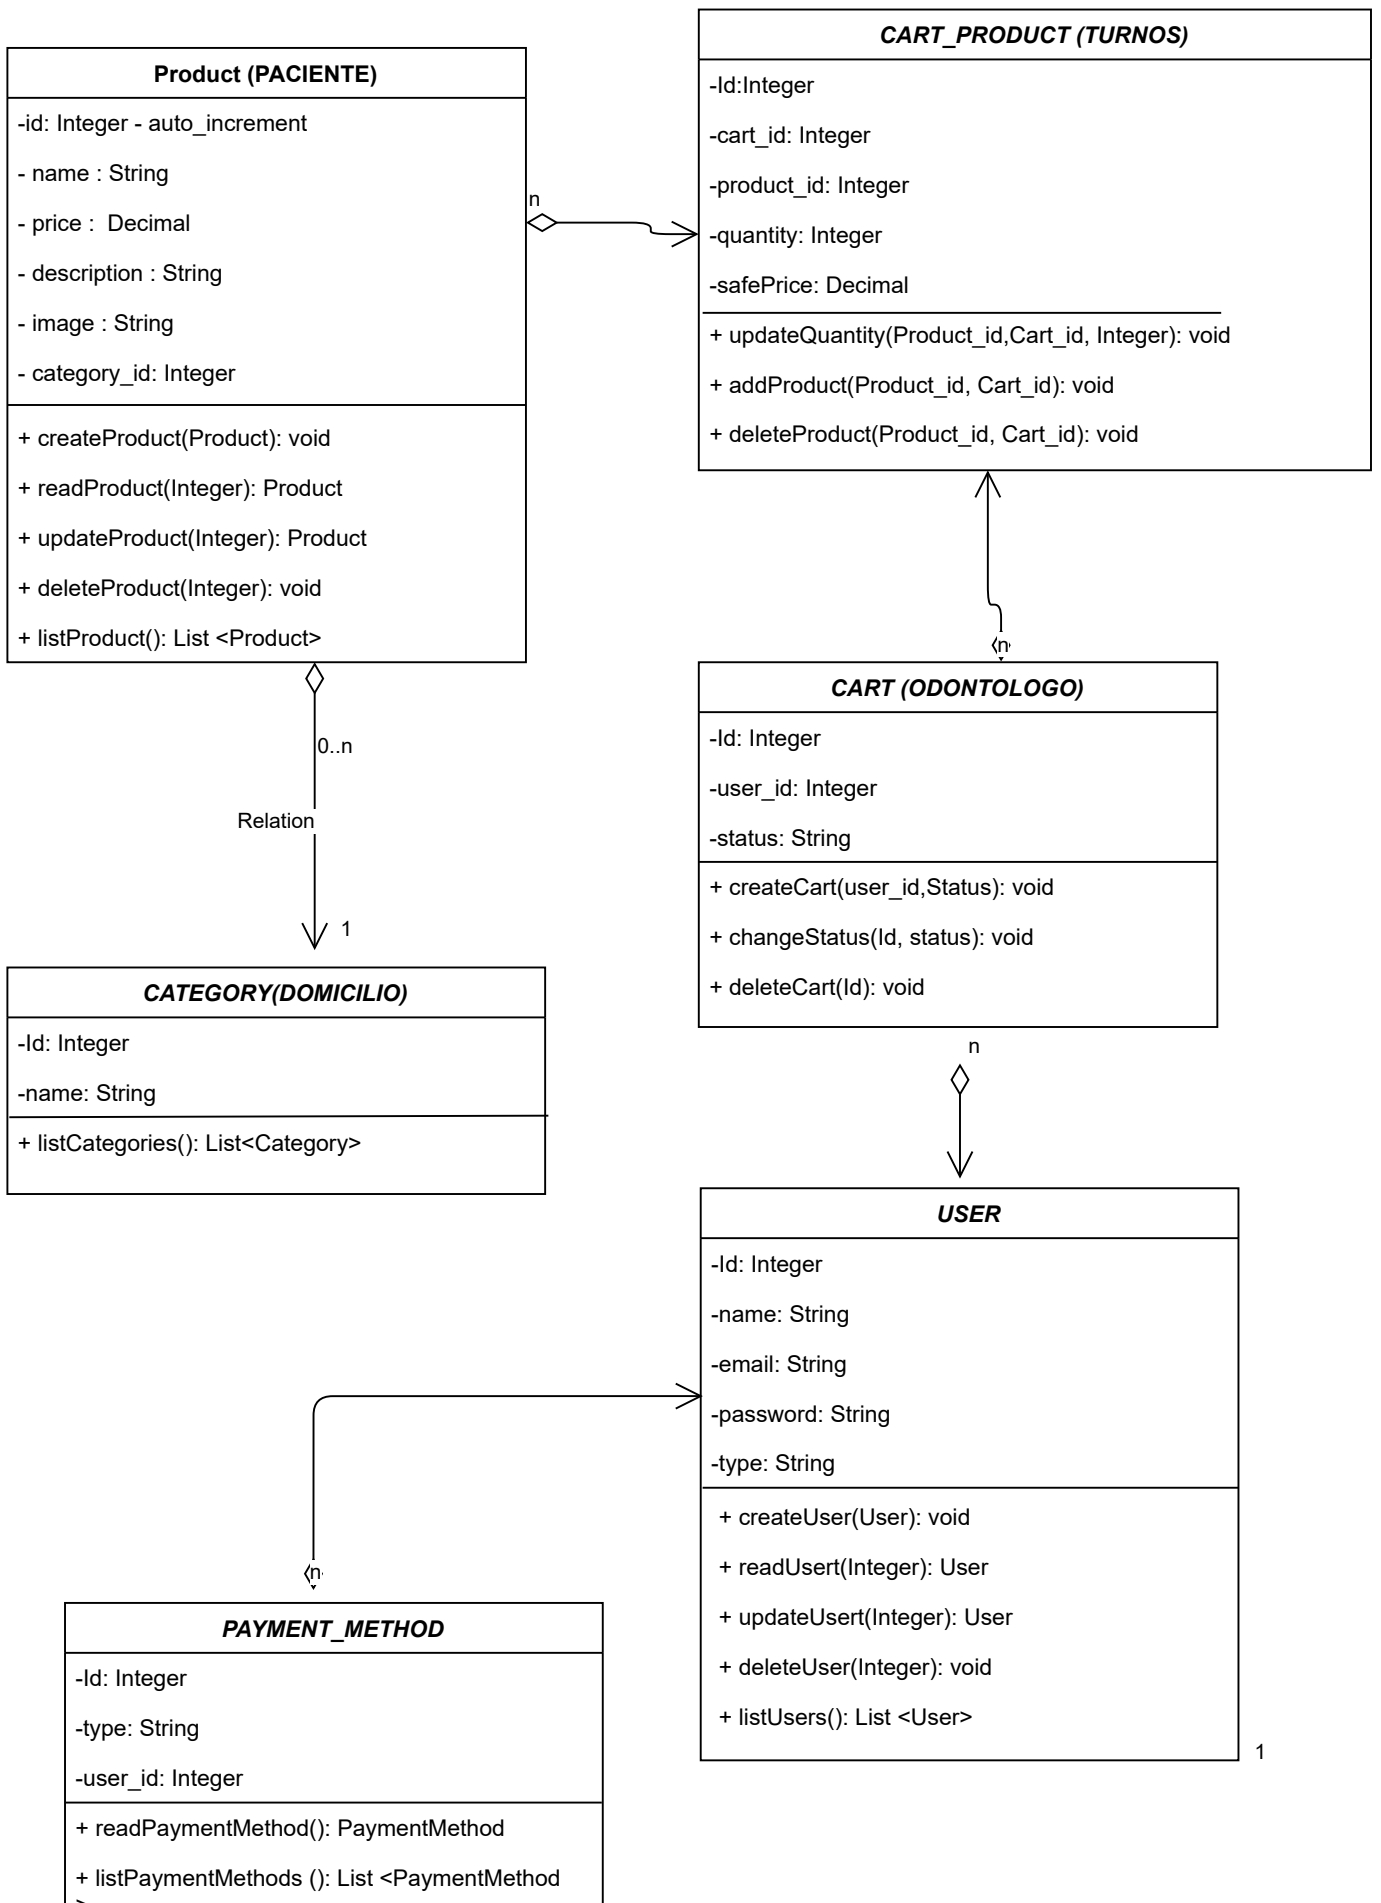 Product (PACIENTE)
-id: Integer - auto_increment
- name : String
- price :  Decimal
- description : String
- image : String
- category_id: Integer
+ createProduct(Product): void
+ readProduct(Integer): Product
+ updateProduct(Integer): Product
+ deleteProduct(Integer): void
+ listProduct(): List <Product>
n
CART_PRODUCT (TURNOS)
-Id:Integer
-cart_id: Integer
-product_id: Integer
-quantity: Integer
-safePrice: Decimal
+ updateQuantity(Product_id,Cart_id, Integer): void
+ addProduct(Product_id, Cart_id): void
+ deleteProduct(Product_id, Cart_id): void
n
CART (ODONTOLOGO)
-Id: Integer
-user_id: Integer
-status: String
+ createCart(user_id,Status): void
+ changeStatus(Id, status): void
+ deleteCart(Id): void
0..n
Relation
1
CATEGORY(DOMICILIO)
-Id: Integer
-name: String
+ listCategories(): List<Category>
n
USER
-Id: Integer
-name: String
-email: String
-password: String
-type: String
+ createUser(User): void
+ readUsert(Integer): User
+ updateUsert(Integer): User
+ deleteUser(Integer): void
+ listUsers(): List <User>
1
n
PAYMENT_METHOD
-Id: Integer
-type: String
-user_id: Integer
+ readPaymentMethod(): PaymentMethod
+ listPaymentMethods (): List <PaymentMethod